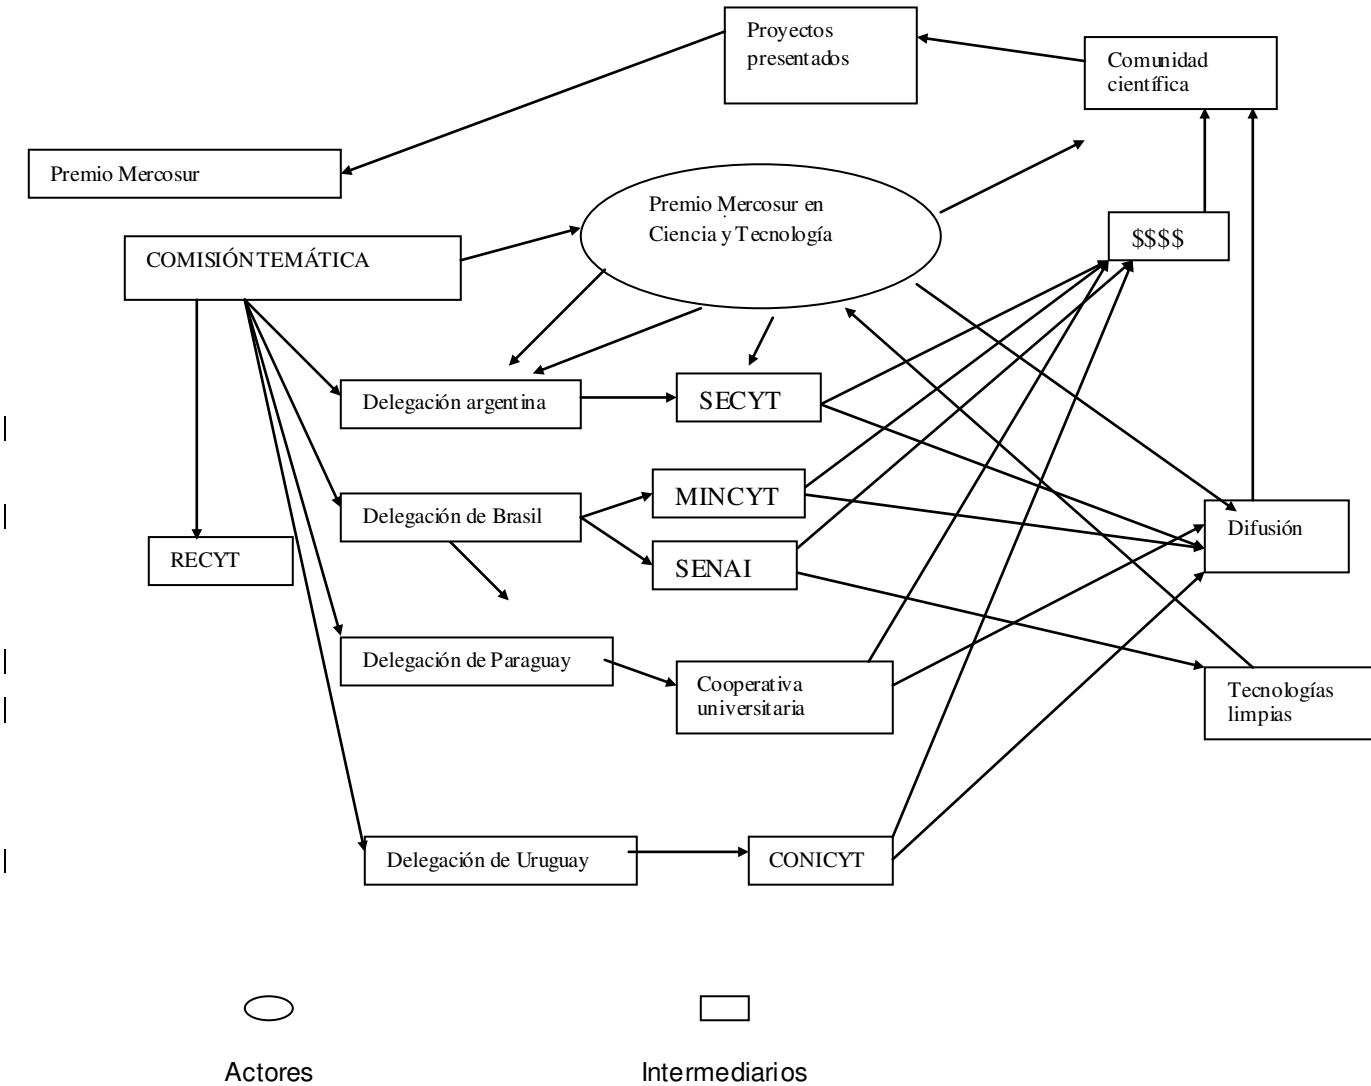 Proyectos
presentados
Comunidad
científica
Premio Mercosur
Premio Mercosur en
Ciencia y Tecnología
$$$$
COMISIÓN TEMÁTICA
Delegación argentina
SECYT
MINCYT
Delegación de Brasil
Difusión
RECYT
SENAI
Delegación de Paraguay
Cooperativa
universitaria
Tecnologías
limpias
Delegación de Uruguay
CONICYT
Actores
Intermediarios